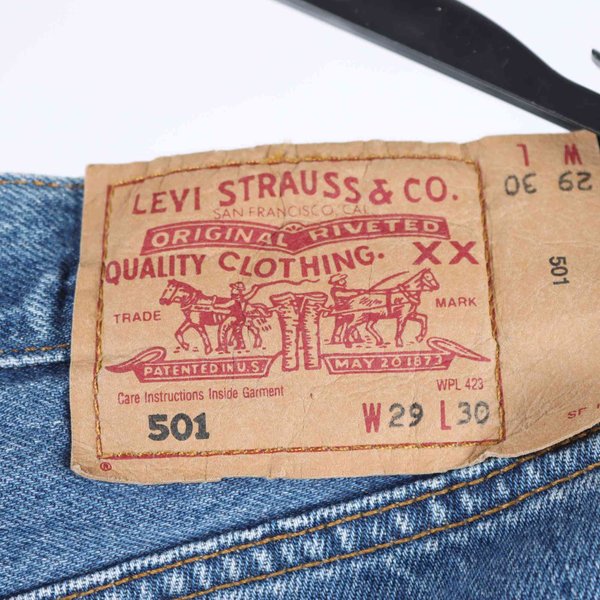 LEVI STRAUSS & CO.
SAN FRANCISCO, CAL.
ORIGINAL RIVETED
QUALITY CLOTHING. XX
TRADE MARK
PATENTED IN U.S. MAY 20 1873
Care Instructions Inside Garment
WPL 423
501
W29 L30
®
W L
29 30
501
SF